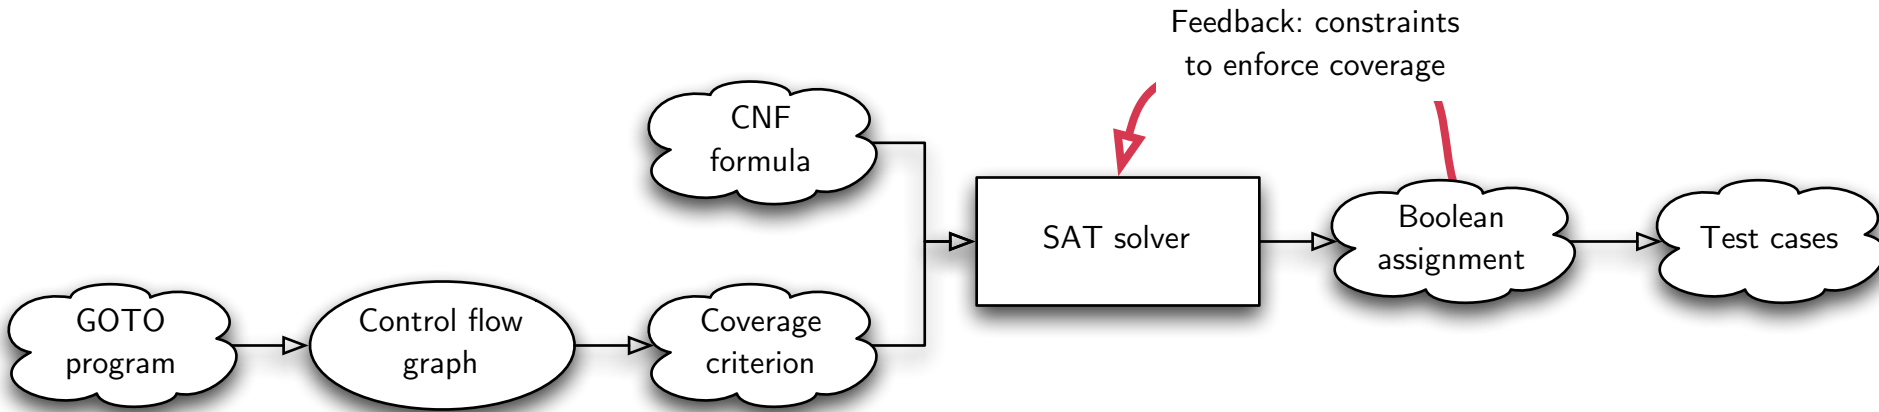 Feedback: constraints
to enforce coverage
CNF
formula
SAT solver
Boolean
assignment
Test cases
GOTO
program
Control flow
graph
Coverage
criterion